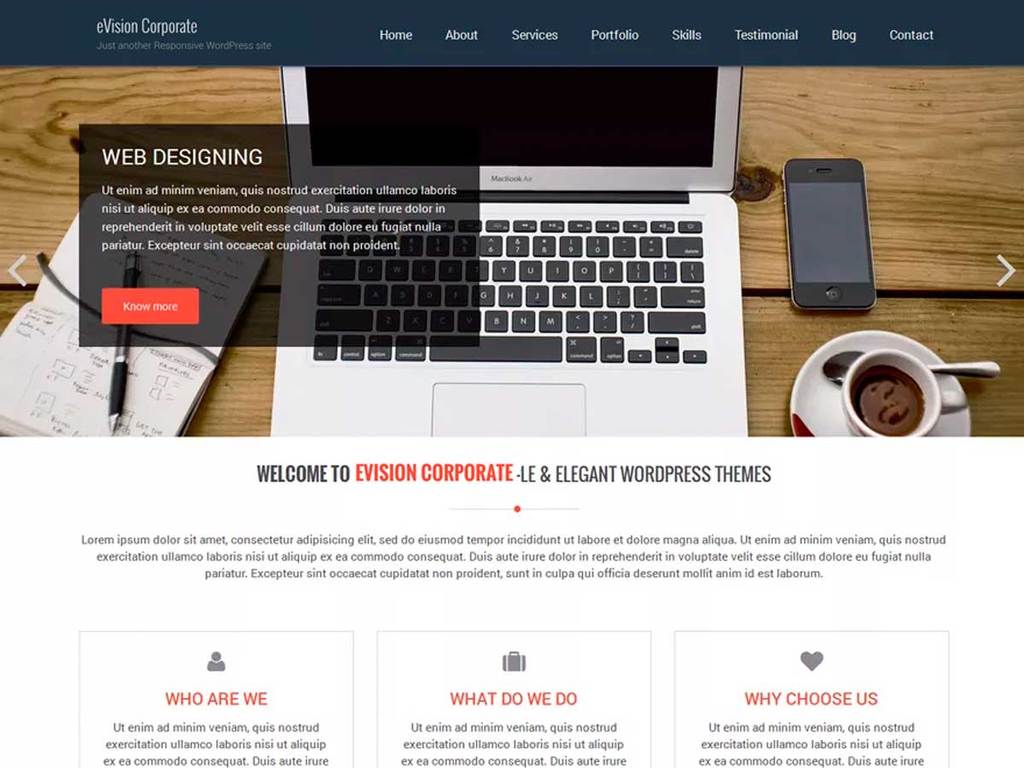 eVision Corporate
Just another Responsive WordPress site
Home About Services Portfolio Skills Testimonial Blog Contact
WEB DESIGNING
Ut enim ad minim veniam, quis nostrud exercitation ullamco laboris
nisi ut aliquip ex ea commodo consequat. Duis aute irure dolor in
reprehenderit in voluptate velit esse cillum dolore eu fugiat nulla
pariatur. Excepteur sint occaecat cupidatat non proident.
Know more
MacBook Air
WELCOME TO EVISION CORPORATE -LE & ELEGANT WORDPRESS THEMES
Lorem ipsum dolor sit amet, consectetur adipisicing elit, sed do eiusmod tempor incididunt ut labore et dolore magna aliqua. Ut enim ad minim veniam, quis nostrud
exercitation ullamco laboris nisi ut aliquip ex ea commodo consequat. Duis aute irure dolor in reprehenderit in voluptate velit esse cillum dolore eu fugiat nulla
pariatur. Excepteur sint occaecat cupidatat non proident, sunt in culpa qui officia deserunt mollit anim id est laborum.
WHO ARE WE
Ut enim ad minim veniam, quis nostrud
exercitation ullamco laboris nisi ut aliquip
ex ea commodo consequat. Duis aute irure
WHAT DO WE DO
Ut enim ad minim veniam, quis nostrud
exercitation ullamco laboris nisi ut aliquip
ex ea commodo consequat. Duis aute irure
WHY CHOOSE US
Ut enim ad minim veniam, quis nostrud
exercitation ullamco laboris nisi ut aliquip
ex ea commodo consequat. Duis aute irure